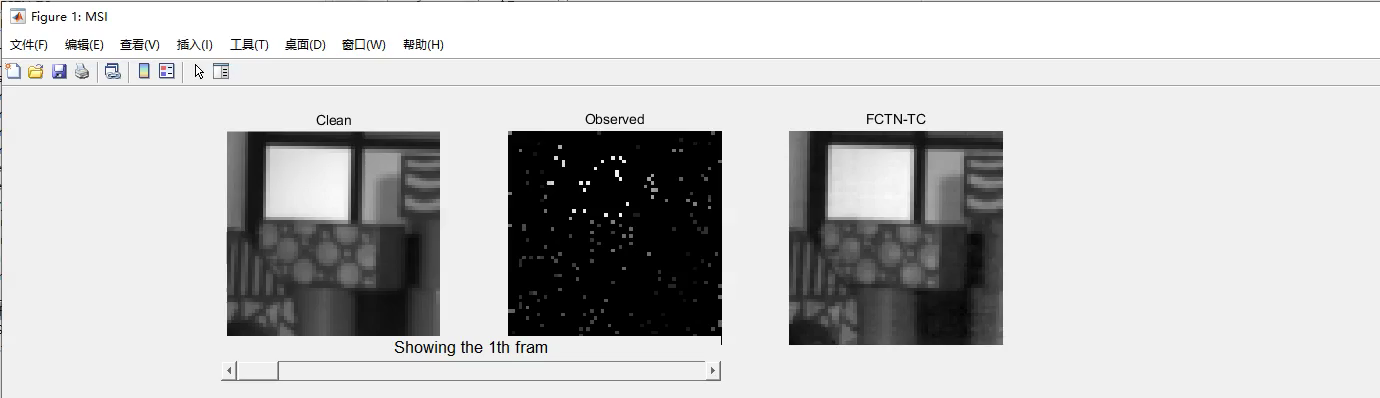 Figure 1: MSI
文件(F) 编辑(E) 查看(V) 插入(I) 工具(T) 桌面(D) 窗口(W) 帮助(H)
Clean Observed FCTN-TC
Showing the 1th fram